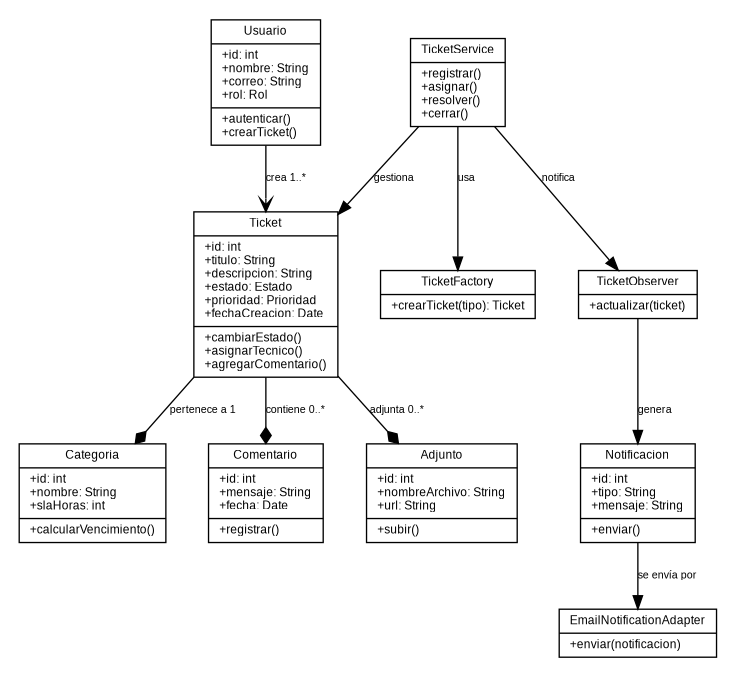 Usuario
+id: int
+nombre: String
+correo: String
+rol: Rol
+autenticar()
+crearTicket()
TicketService
+registrar()
+asignar()
+resolver()
+cerrar()
crea 1..*
gestiona
usa
notifica
Ticket
+id: int
+titulo: String
+descripcion: String
+estado: Estado
+prioridad: Prioridad
+fechaCreacion: Date
+cambiarEstado()
+asignarTecnico()
+agregarComentario()
TicketFactory
+crearTicket(tipo): Ticket
TicketObserver
+actualizar(ticket)
pertenece a 1
contiene 0..*
adjunta 0..*
genera
Categoria
+id: int
+nombre: String
+slaHoras: int
+calcularVencimiento()
Comentario
+id: int
+mensaje: String
+fecha: Date
+registrar()
Adjunto
+id: int
+nombreArchivo: String
+url: String
+subir()
Notificacion
+id: int
+tipo: String
+mensaje: String
+enviar()
se envia por
EmailNotificationAdapter
+enviar(notificacion)